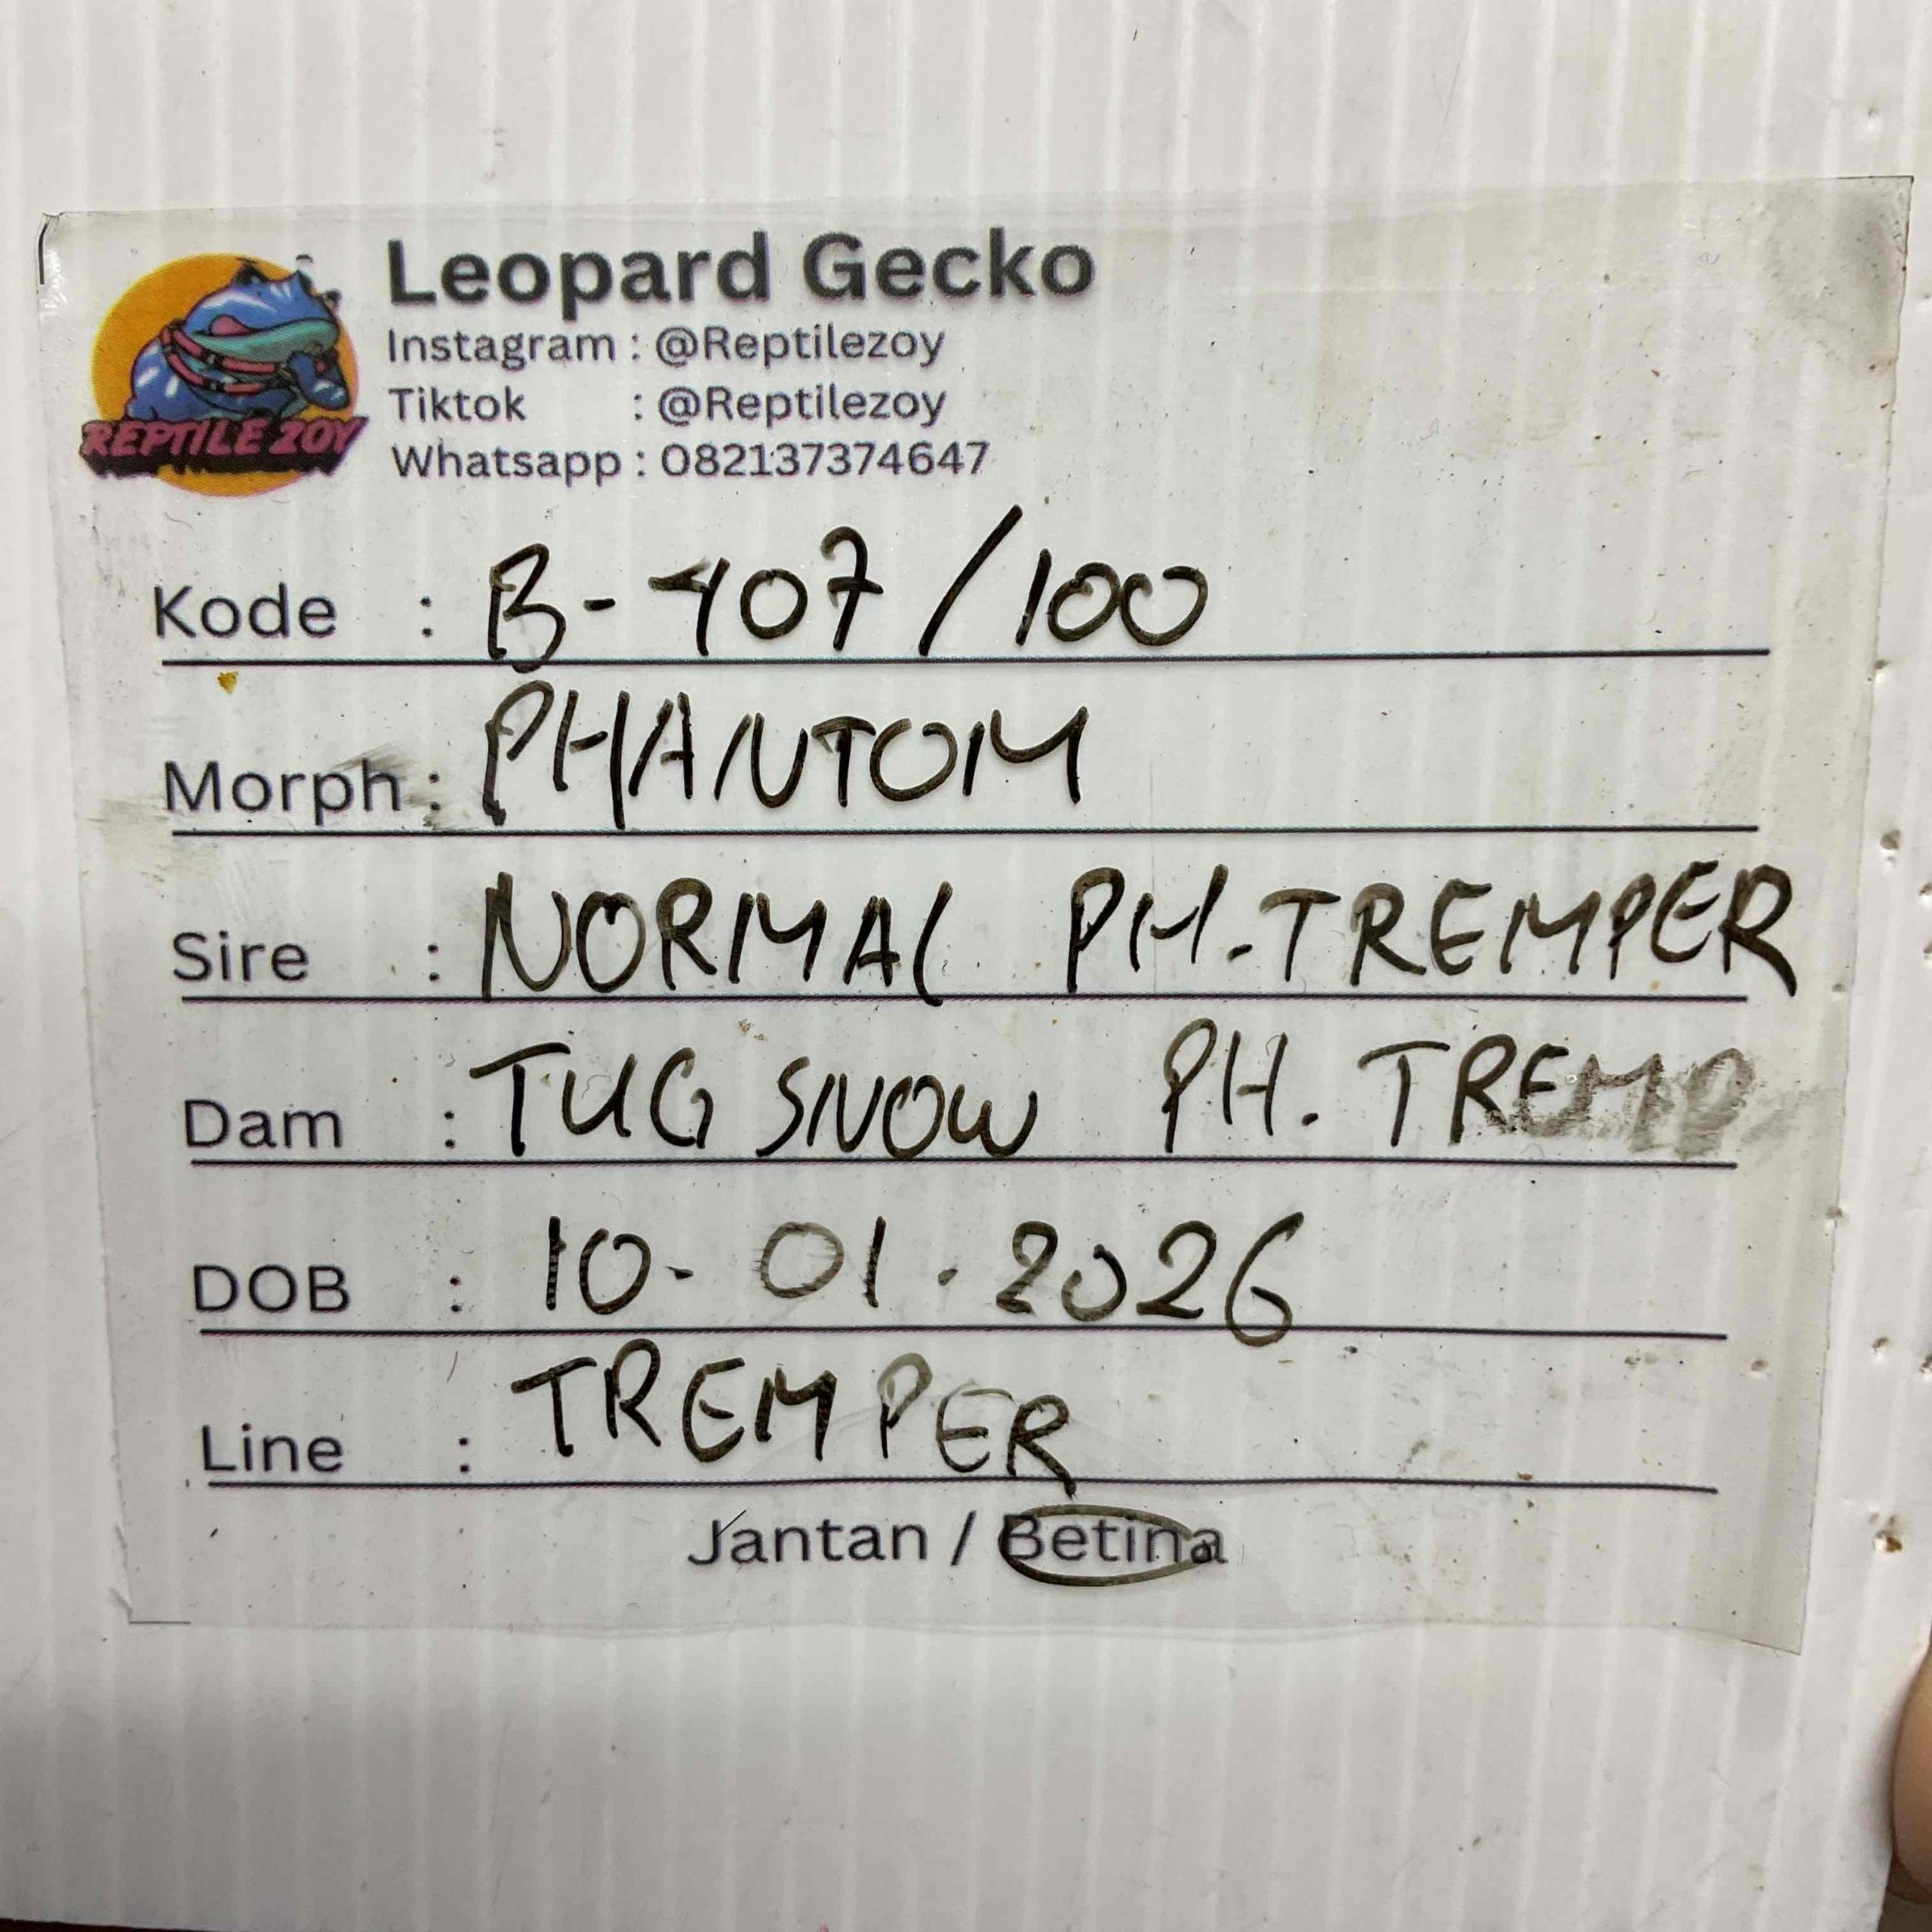 REPTILE ZOY
Leopard Gecko
Instagram : @Reptilezoy
Tiktok : @Reptilezoy
Whatsapp : 082137374647
Kode : B-407/100
Morph : PHANTOM
Sire : NORMAL PH.TREMPER
Dam : TUG SNOW PH. TREMP
DOB : 10-01.2026
Line : TREMPER
Jantan / Betina